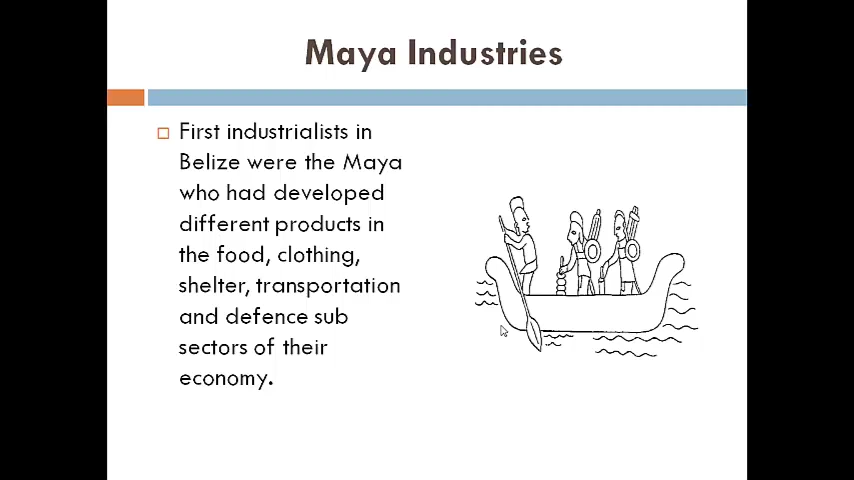 Maya Industries
First industrialists in
Belize were the Maya
who had developed
different products in
the food, clothing,
shelter, transportation
and defence sub
sectors of their
economy.